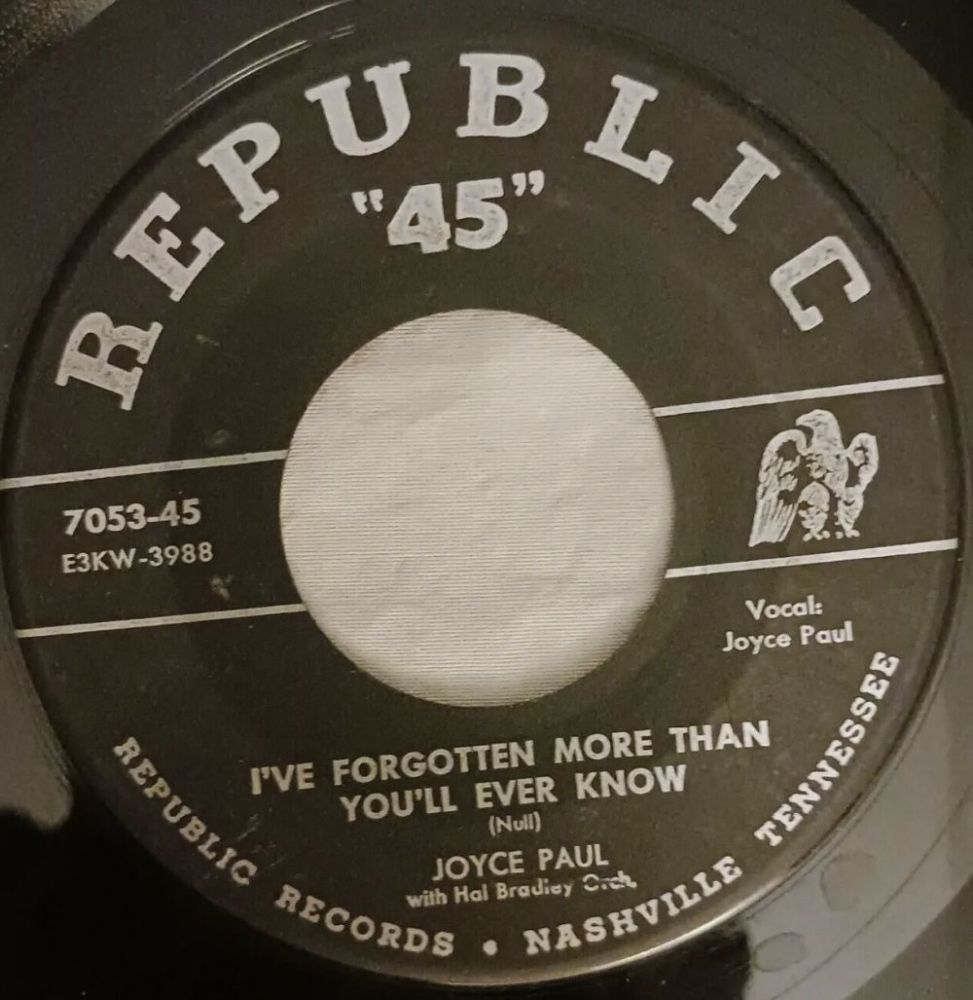 REPUBLIC
"45"
7053-45
E3KW-3988
Vocal:
Joyce Paul
I'VE FORGOTTEN MORE THAN
YOU'LL EVER KNOW
(Null)
JOYCE PAUL
with Hal Bradley Orch.
REPUBLIC RECORDS • NASHVILLE TENNESSEE